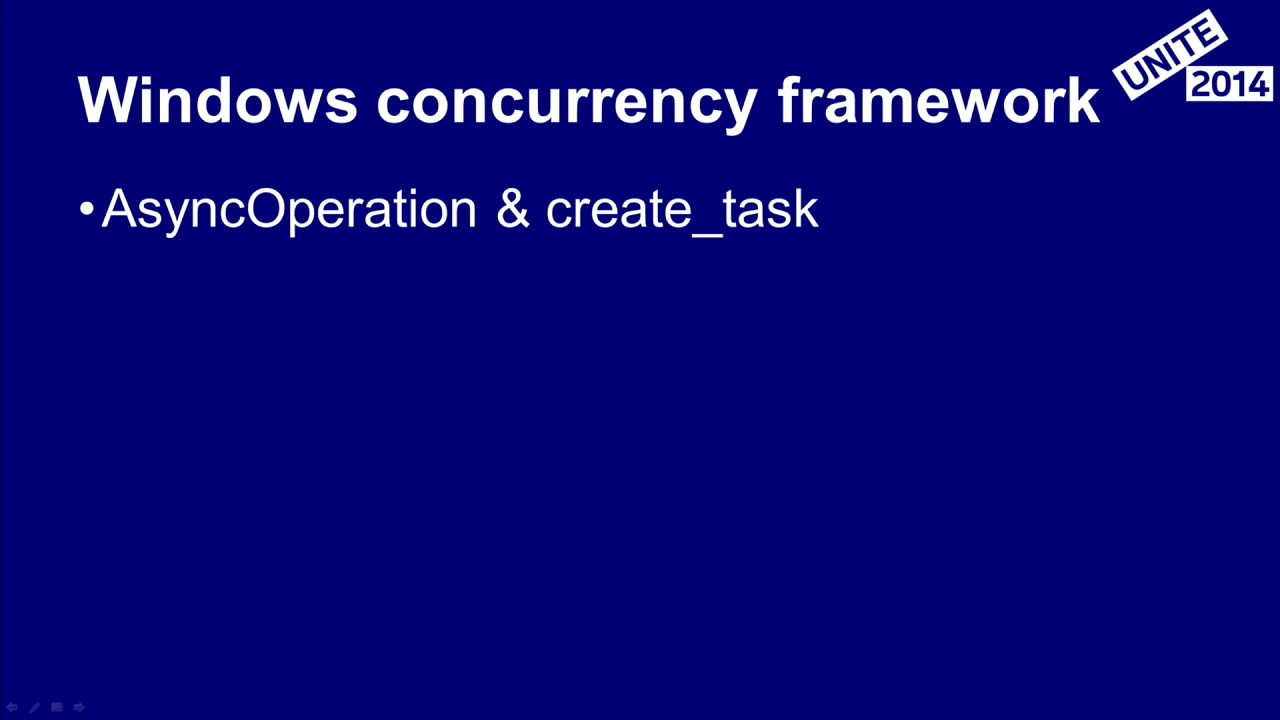 UNITE
2014
Windows concurrency framework
•AsyncOperation & create_task